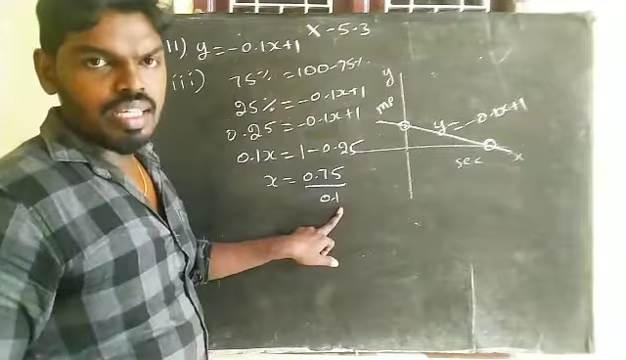 X-5.3
ii) y=-0.1x+1
iii) 75% =100-75%
25% =-0.1x+1
0.25=-0.1x+1
0.1x=1-0.25
x = 0.75
0.1
y
y=-0.1x+1
sec
x